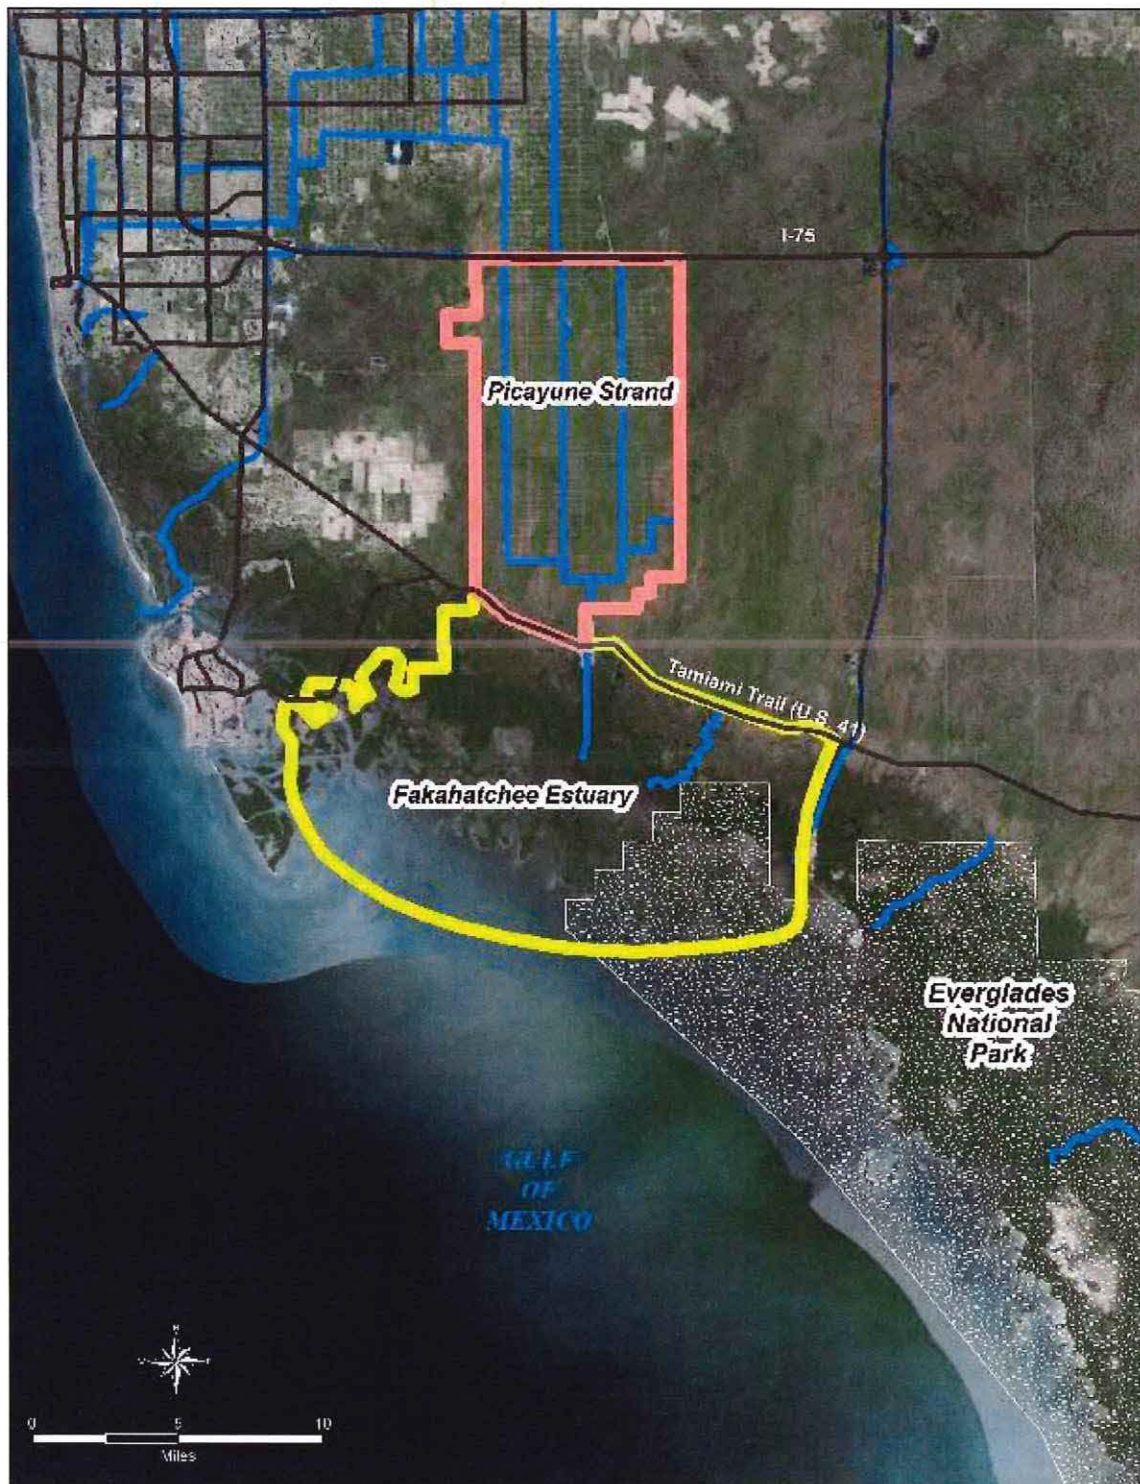 I-75
Picayune Strand
Tamiami Trail (U.S. 41)
Fakahatchee Estuary
Everglades
National
Park
GULF
OF
MEXICO
N
0 5 10
Miles